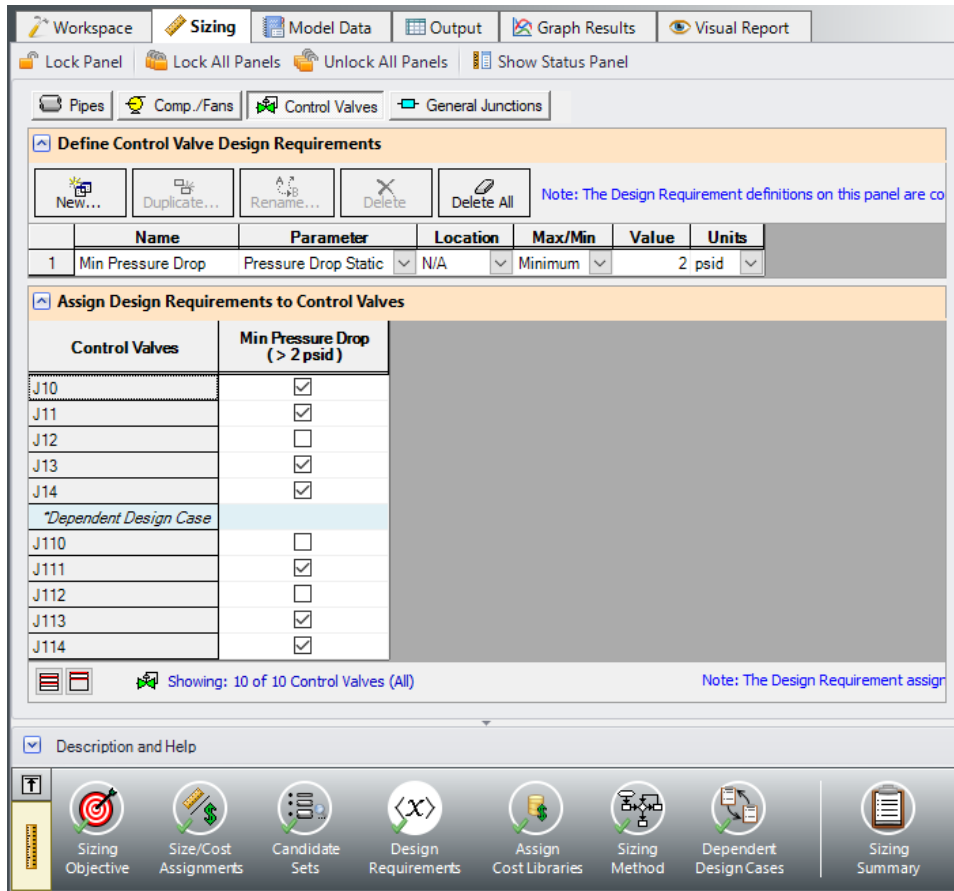 Workspace Sizing Model Data Output Graph Results Visual Report
Lock Panel Lock All Panels Unlock All Panels Show Status Panel
Pipes Comp./Fans Control Valves General Junctions
Define Control Valve Design Requirements
New... Duplicate... Rename... Delete Delete All Note: The Design Requirement definitions on this panel are co
Name Parameter Location Max/Min Value Units
1 Min Pressure Drop Pressure Drop Static N/A Minimum 2 psid
Assign Design Requirements to Control Valves
Control Valves Min Pressure Drop
( > 2 psid )
J10
J11
J12
J13
J14
*Dependent Design Case
J110
J111
J112
J113
J114
Showing: 10 of 10 Control Valves (All) Note: The Design Requirement assign
Description and Help
Sizing Size/Cost Candidate Design Assign Sizing Dependent Sizing
Objective Assignments Sets Requirements Cost Libraries Method Design Cases Summary